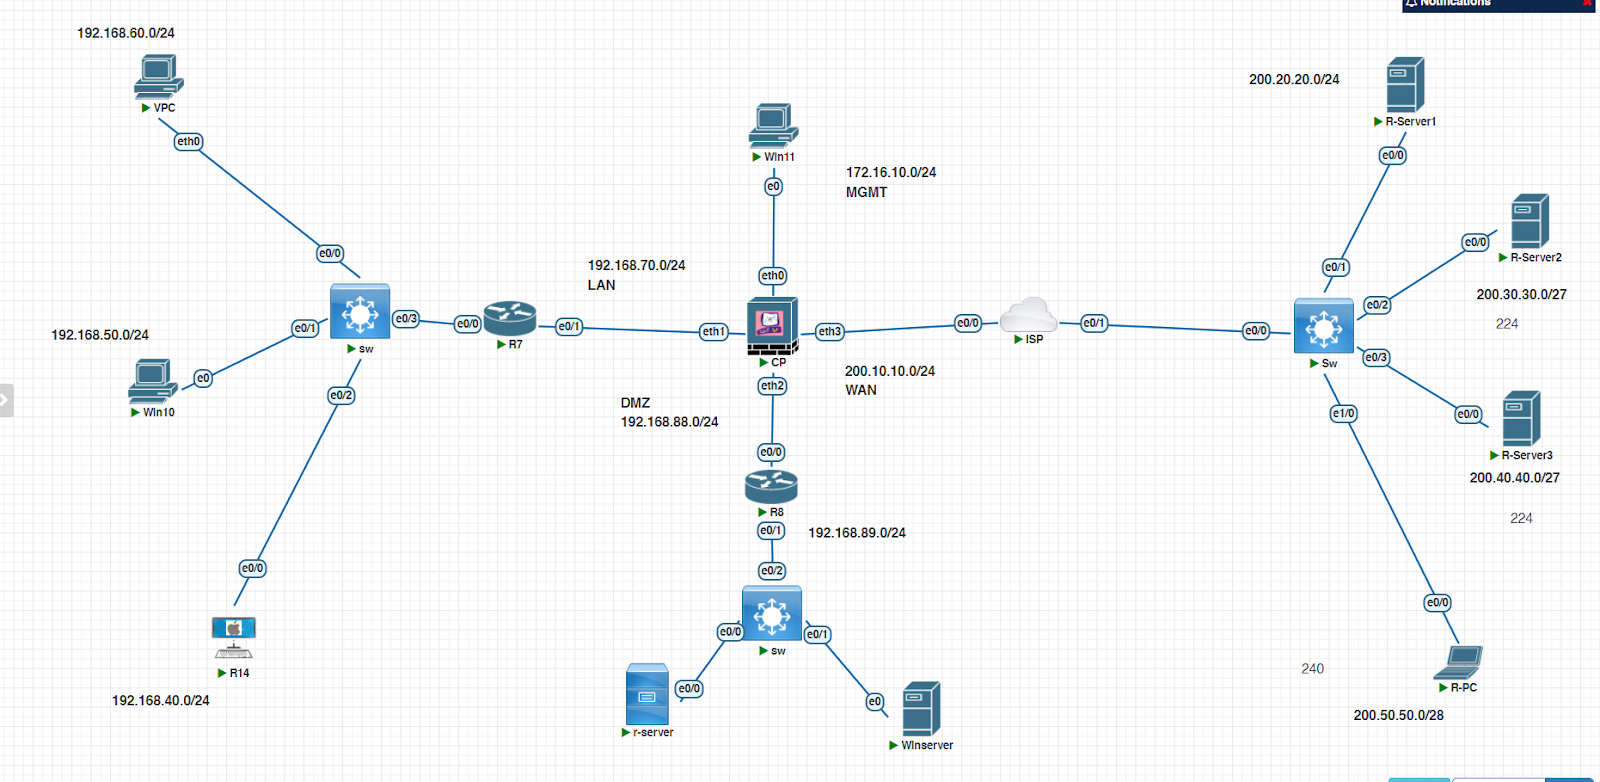 Notifications
192.168.60.0/24
VPC
eth0
e0/0
192.168.50.0/24
e0/1
e0/3
sw
e0
WIn10
e0/2
e0/0
R14
192.168.40.0/24
e0/0
R7
e0/1
192.168.70.0/24
LAN
WIn11
e0
172.16.10.0/24
MGMT
eth0
eth1
eth3
CP
eth2
200.10.10.0/24
WAN
DMZ
192.168.88.0/24
e0/0
R8
e0/1
192.168.89.0/24
e0/2
e0/0
e0/1
sw
e0/0
r-server
e0
WInserver
e0/0
ISP
e0/1
e0/0
Sw
200.20.20.0/24
R-Server1
e0/0
e0/1
e0/2
e0/0
R-Server2
200.30.30.0/27
224
e0/3
e0/0
R-Server3
200.40.40.0/27
224
e1/0
e0/0
240
R-PC
200.50.50.0/28